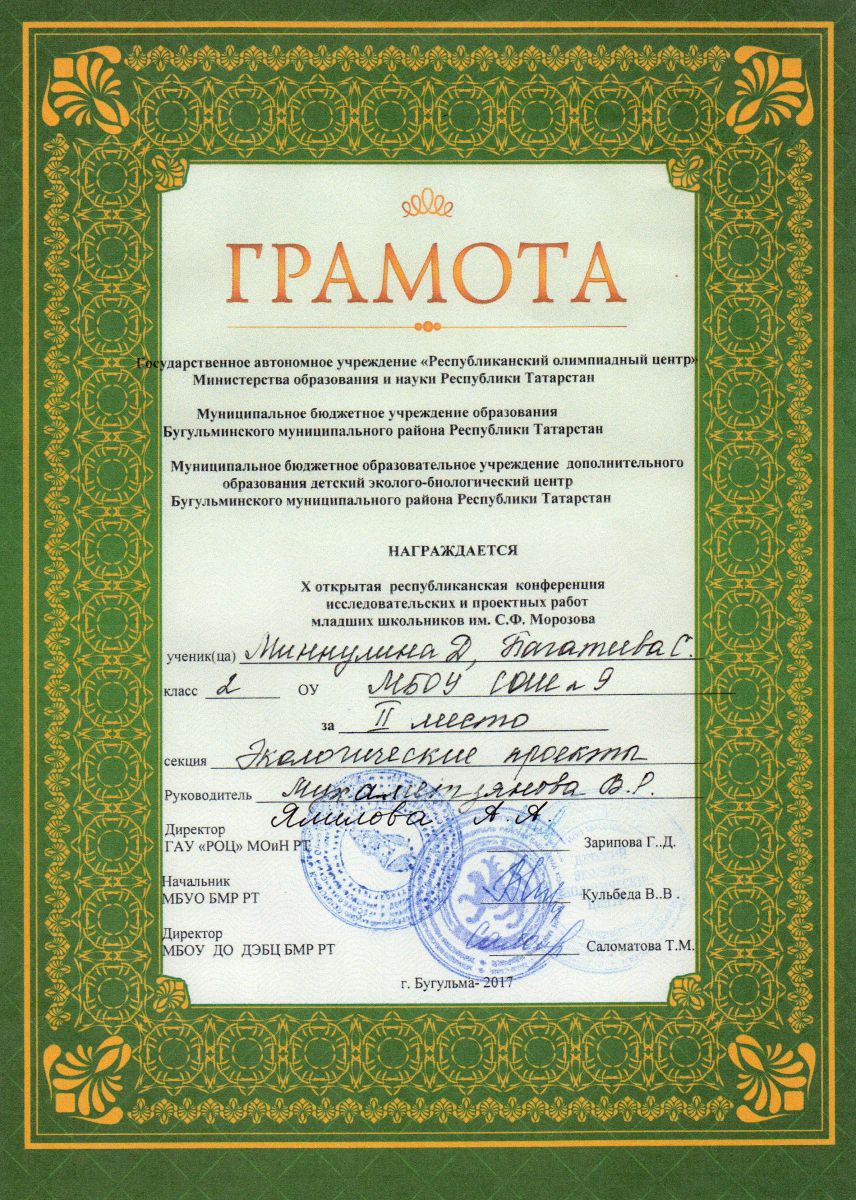 ГРАМОТА
Государственное автономное учреждение «Республиканский олимпиадный центр»
Министерства образования и науки Республики Татарстан
Муниципальное бюджетное учреждение образования
Бугульминского муниципального района Республики Татарстан
Муниципальное бюджетное образовательное учреждение дополнительного
образования детский эколого-биологический центр
Бугульминского муниципального района Республики Татарстан
НАГРАЖДАЕТСЯ
X открытая республиканская конференция
исследовательских и проектных работ
младших школьников им. С.Ф. Морозова
ученик(ца) Миннулина Д, Багатеева С.
класс 2 ОУ МБОУ СОШ №9
за II место
секция Экологические проекты
Руководитель Мухаметзянова В.Р.
Ямилова А.А.
Директор
ГАУ «РОЦ» МОиН РТ Зарипова Г..Д.
Начальник
МБУО БМР РТ Кульбеда В..В .
Директор
МБОУ ДО ДЭБЦ БМР РТ Саломатова Т.М.
г. Бугульма- 2017